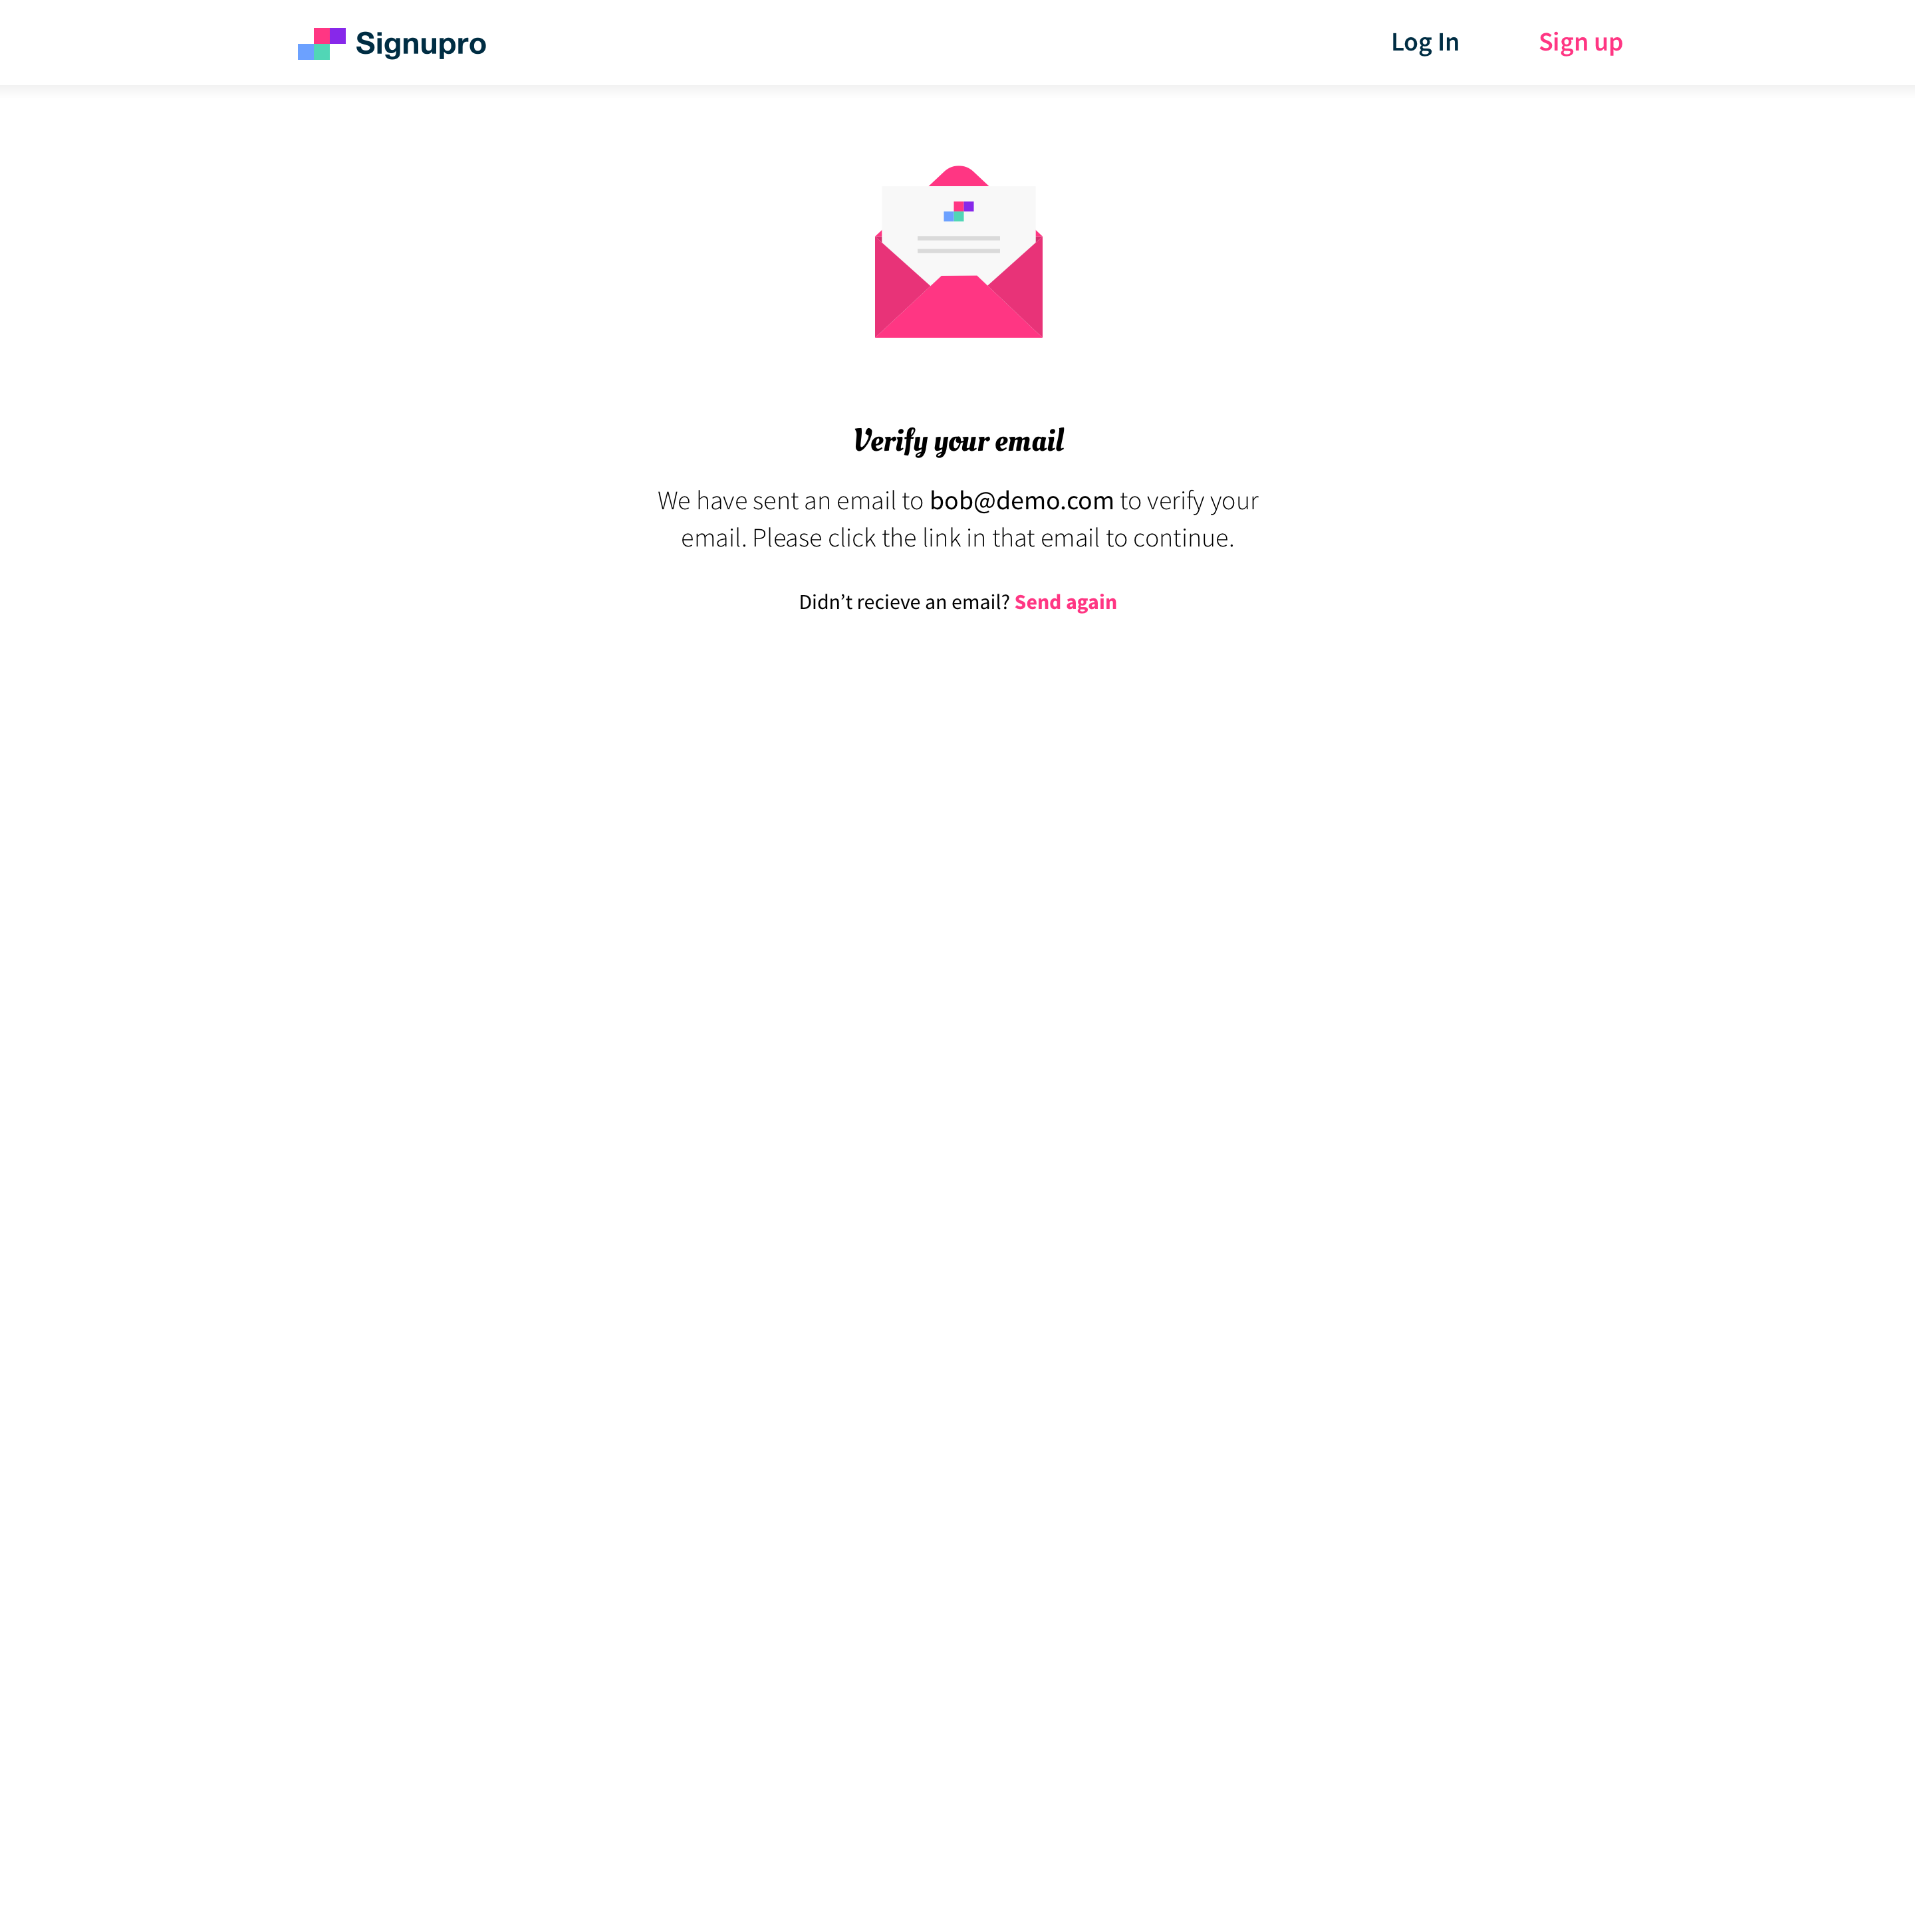 Signupro
Log In
Sign up
Verify your email
We have sent an email to bob@demo.com to verify your
email. Please click the link in that email to continue.
Didn’t recieve an email? Send again